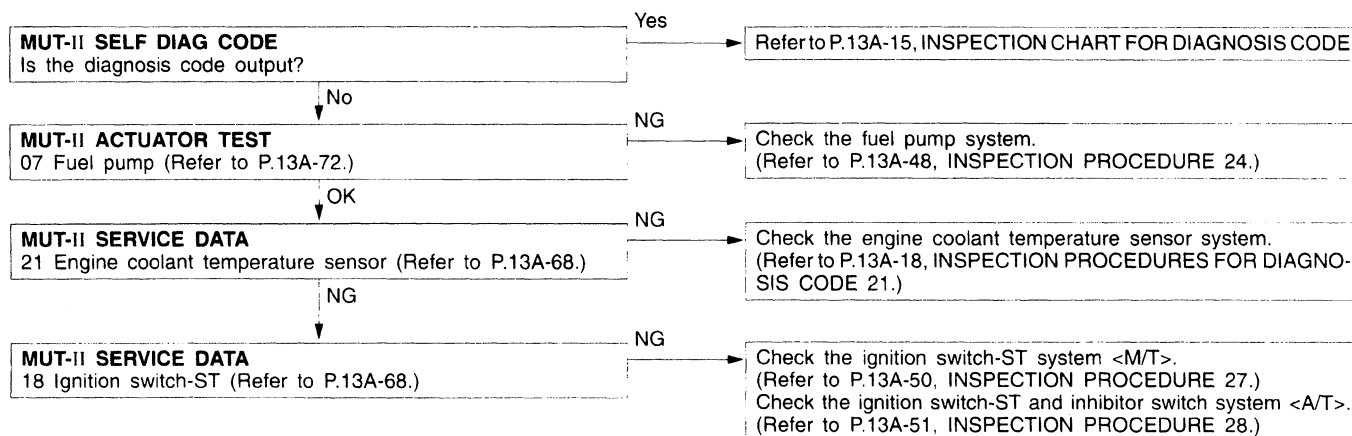 Yes
MUT-II SELF DIAG CODE
Is the diagnosis code output?
Refer to P.13A-15, INSPECTION CHART FOR DIAGNOSIS CODE
No
NG
MUT-II ACTUATOR TEST
07 Fuel pump (Refer to P.13A-72.)
Check the fuel pump system.
(Refer to P.13A-48, INSPECTION PROCEDURE 24.)
OK
NG
MUT-II SERVICE DATA
21 Engine coolant temperature sensor (Refer to P.13A-68.)
Check the engine coolant temperature sensor system.
(Refer to P.13A-18, INSPECTION PROCEDURES FOR DIAGNO-
SIS CODE 21.)
NG
NG
MUT-II SERVICE DATA
18 Ignition switch-ST (Refer to P.13A-68.)
Check the ignition switch-ST system <M/T>.
(Refer to P.13A-50, INSPECTION PROCEDURE 27.)
Check the ignition switch-ST and inhibitor switch system <A/T>.
(Refer to P.13A-51, INSPECTION PROCEDURE 28.)